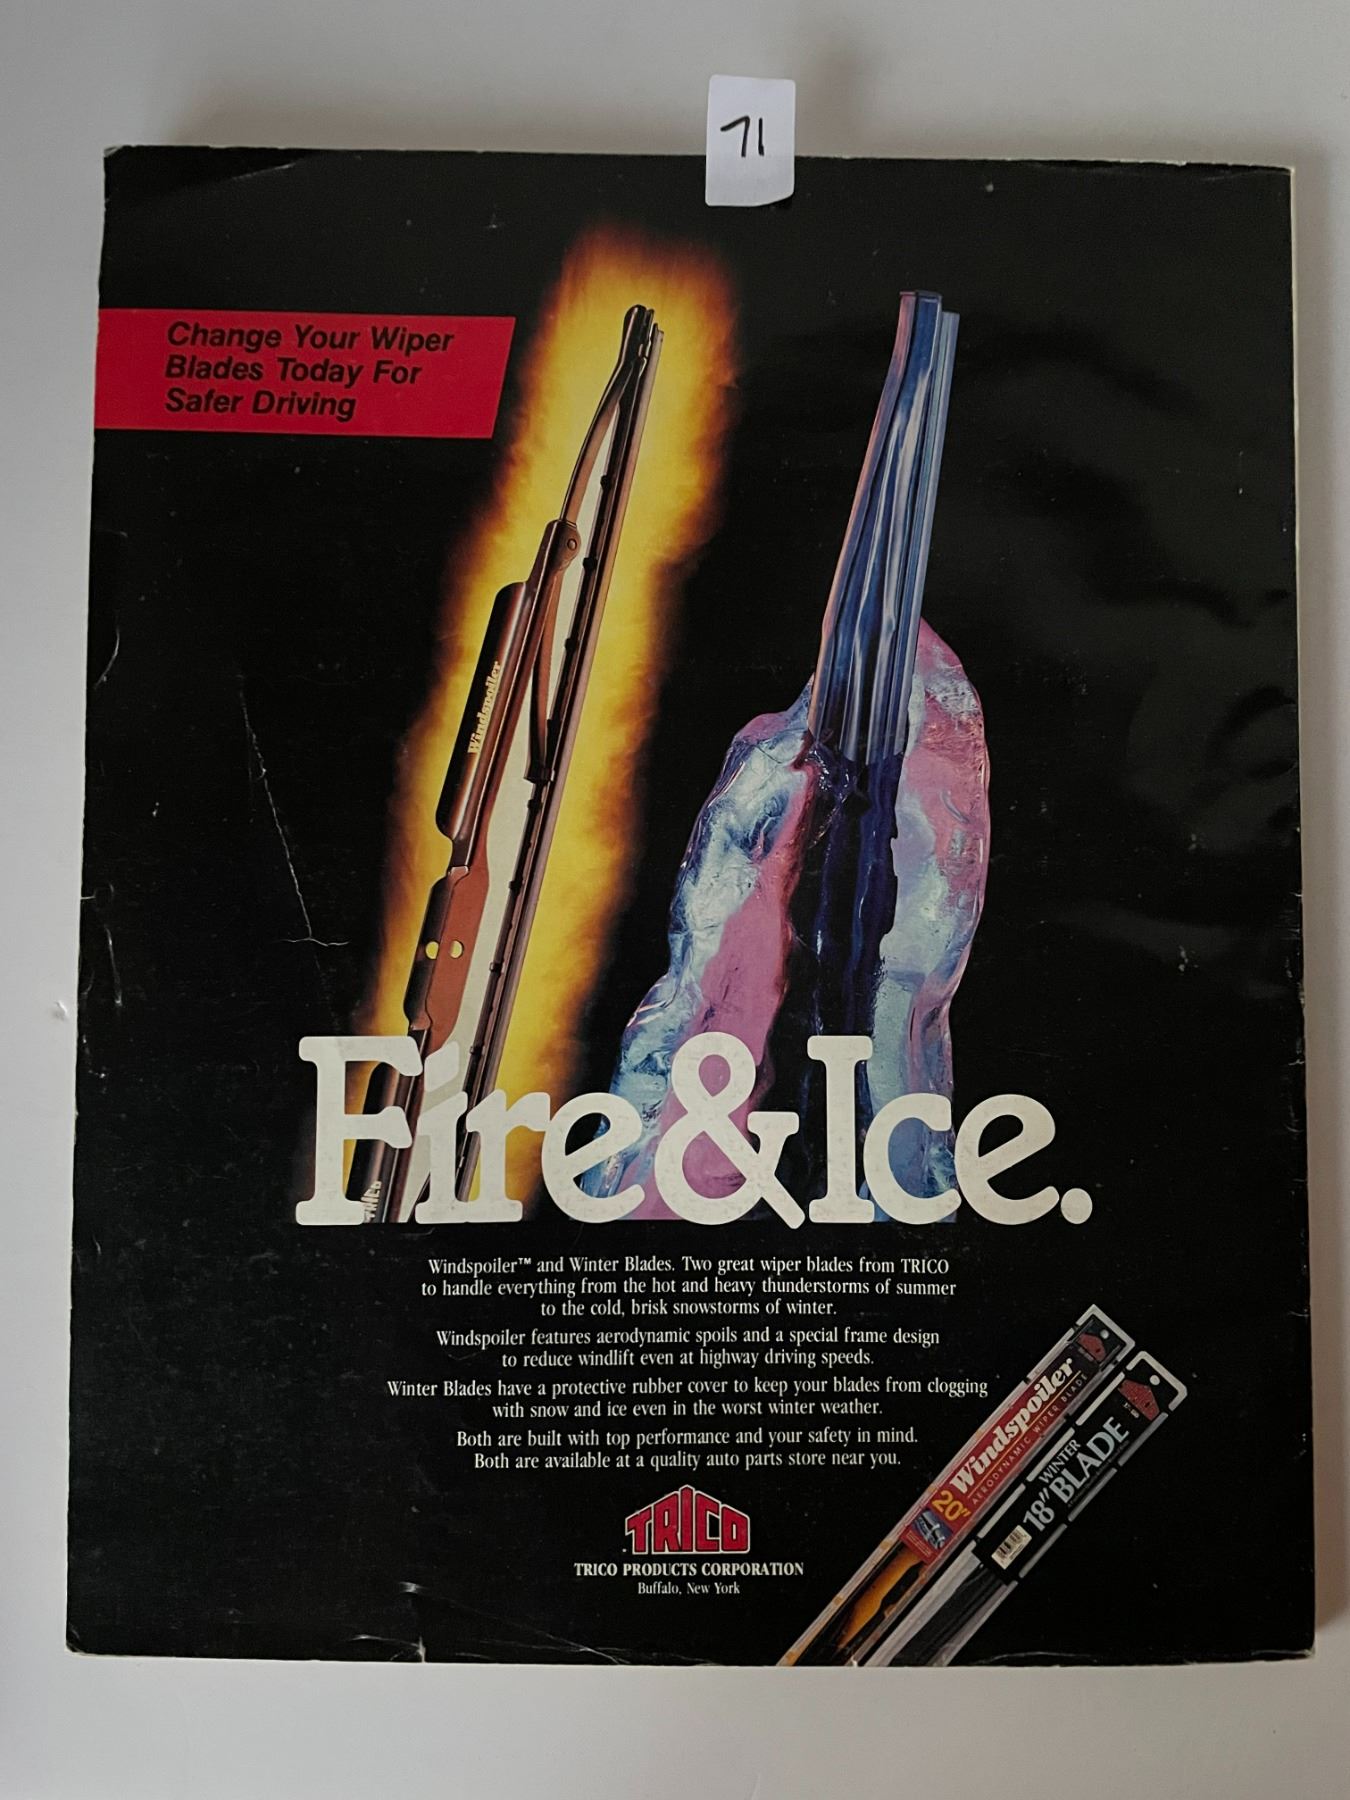 71
Change Your Wiper
Blades Today For
Safer Driving
Windspoiler
TRICO
Fire&Ice.
Windspoiler™ and Winter Blades. Two great wiper blades from TRICO
to handle everything from the hot and heavy thunderstorms of summer
to the cold, brisk snowstorms of winter.
Windspoiler features aerodynamic spoils and a special frame design
to reduce windlift even at highway driving speeds.
Winter Blades have a protective rubber cover to keep your blades from clogging
with snow and ice even in the worst winter weather.
Both are built with top performance and your safety in mind.
Both are available at a quality auto parts store near you.
20" Windspoiler
AERODYNAMIC WIPER BLADE
18" WINTER
BLADE
TRICO
TRICO PRODUCTS CORPORATION
Buffalo, New York